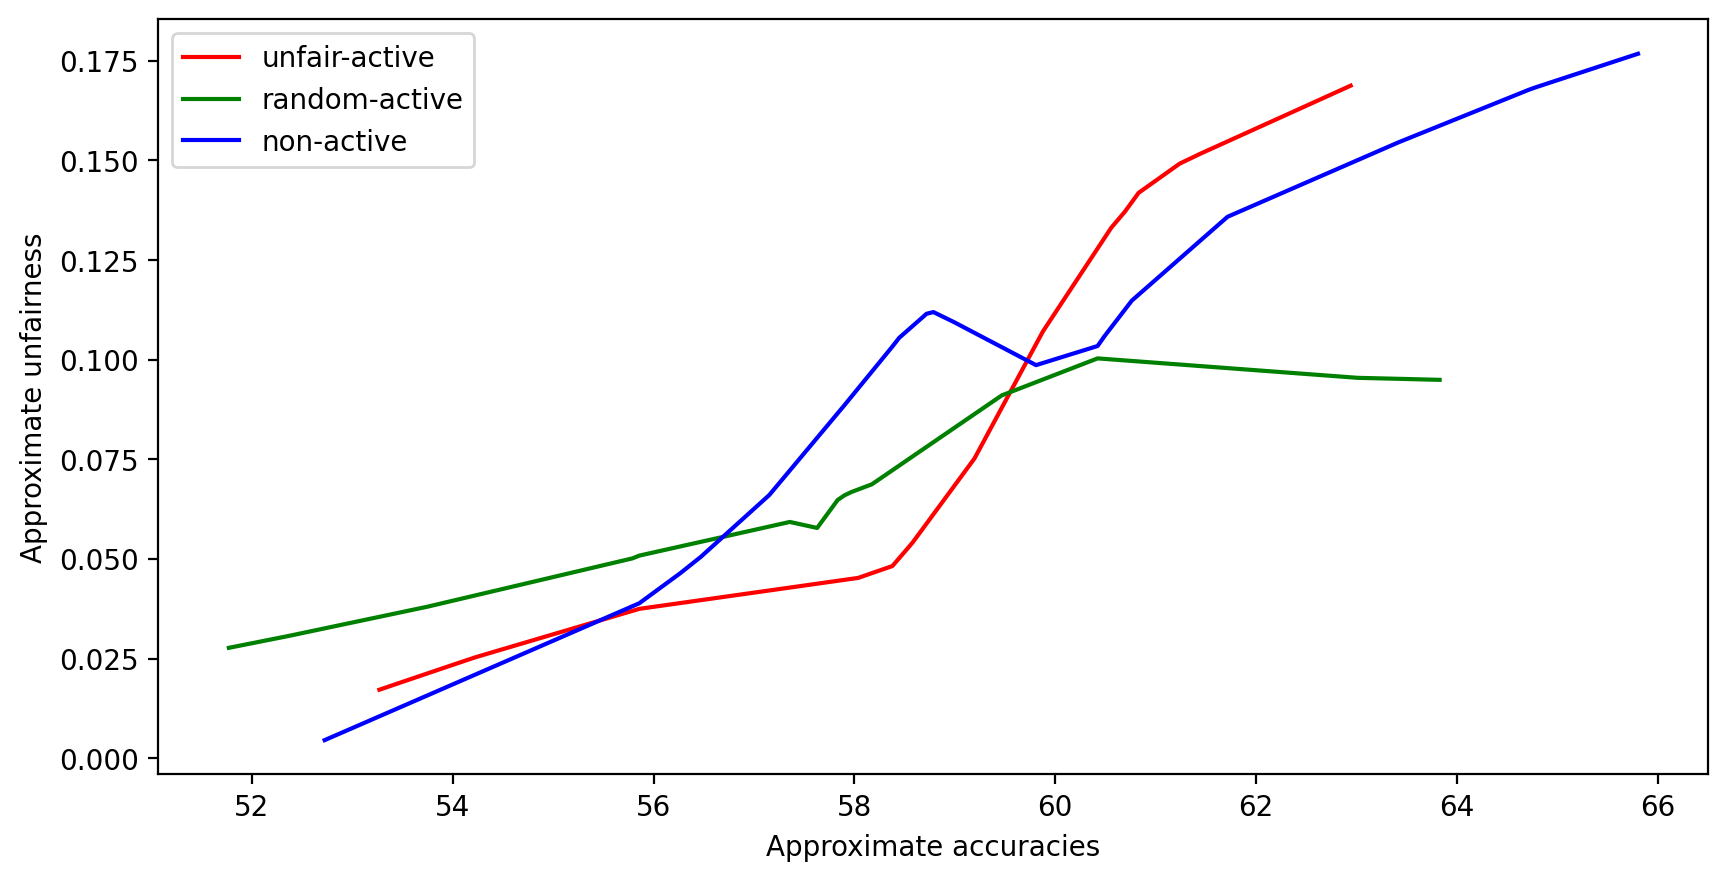 unfair-active
random-active
non-active
0.175
0.150
0.125
0.100
0.075
0.050
0.025
0.000
Approximate unfairness
52 54 56 58 60 62 64 66
Approximate accuracies